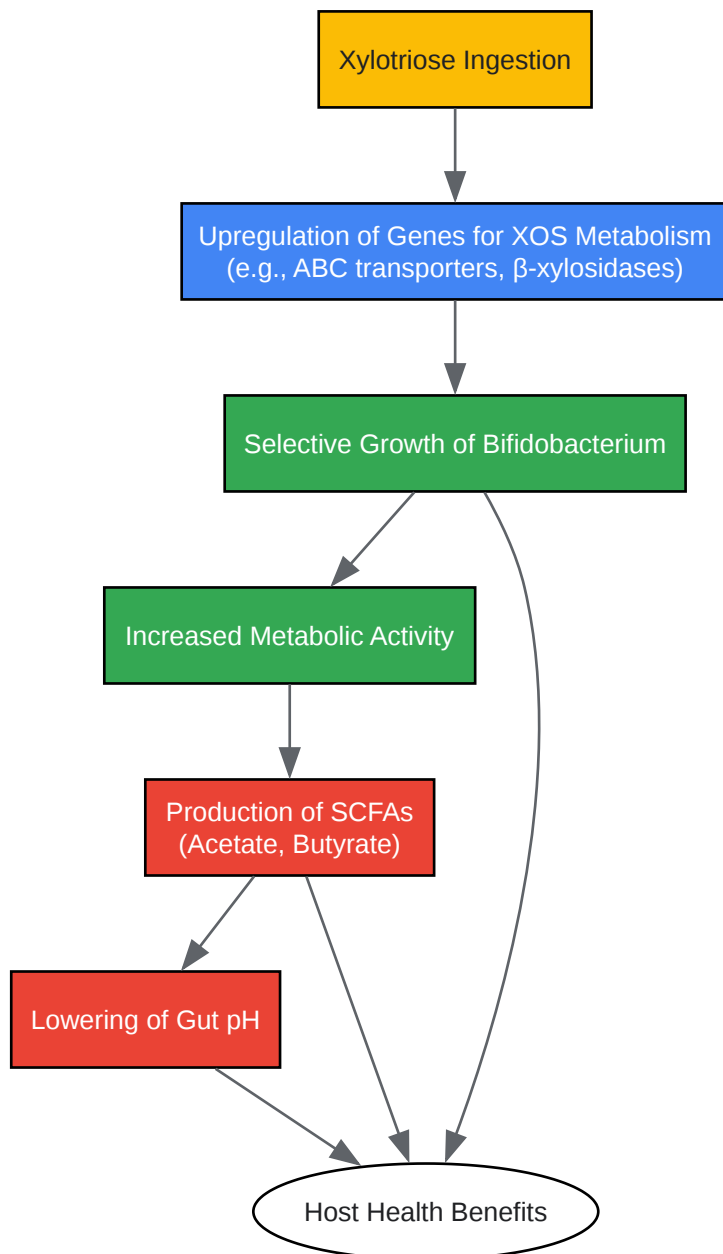 Xylotriose Ingestion
Upregulation of Genes for XOS Metabolism
(e.g., ABC transporters, β-xylosidases)
Selective Growth of Bifidobacterium
Increased Metabolic Activity
Production of SCFAs
(Acetate, Butyrate)
Lowering of Gut pH
Host Health Benefits